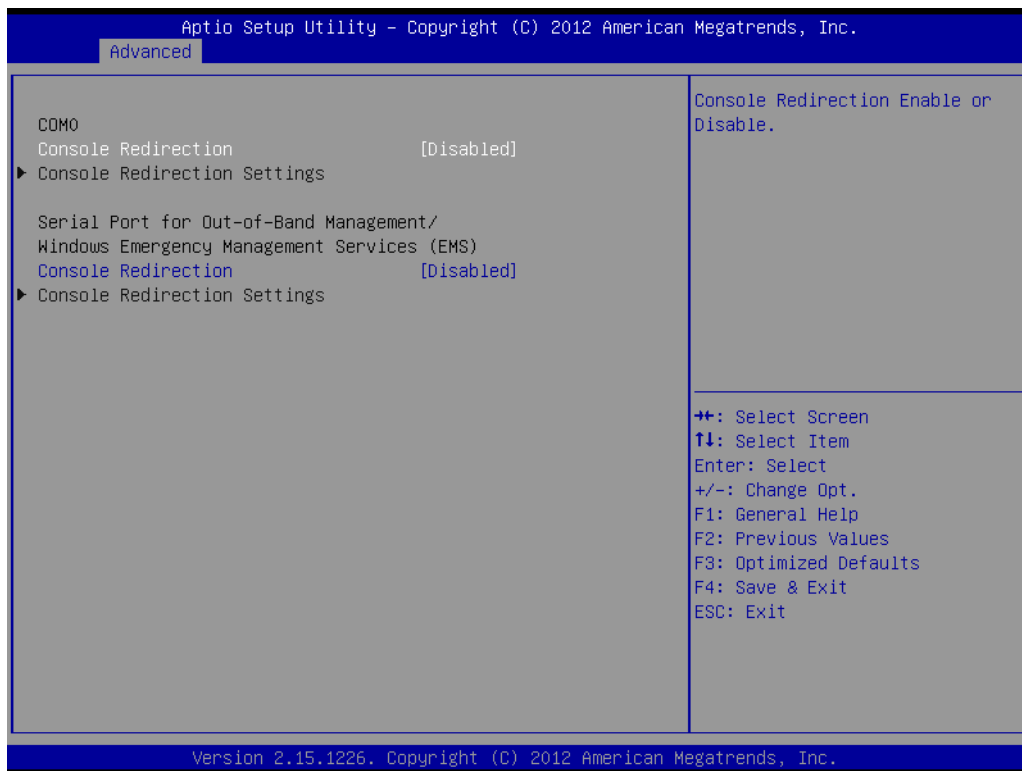 Aptio Setup Utility – Copyright (C) 2012 American Megatrends, Inc.
Advanced
COM0
Console Redirection [Disabled]
▶ Console Redirection Settings
Serial Port for Out-of-Band Management/
Windows Emergency Management Services (EMS)
Console Redirection [Disabled]
▶ Console Redirection Settings
Console Redirection Enable or
Disable.
→←: Select Screen
↑↓: Select Item
Enter: Select
+/-: Change Opt.
F1: General Help
F2: Previous Values
F3: Optimized Defaults
F4: Save & Exit
ESC: Exit
Version 2.15.1226. Copyright (C) 2012 American Megatrends, Inc.